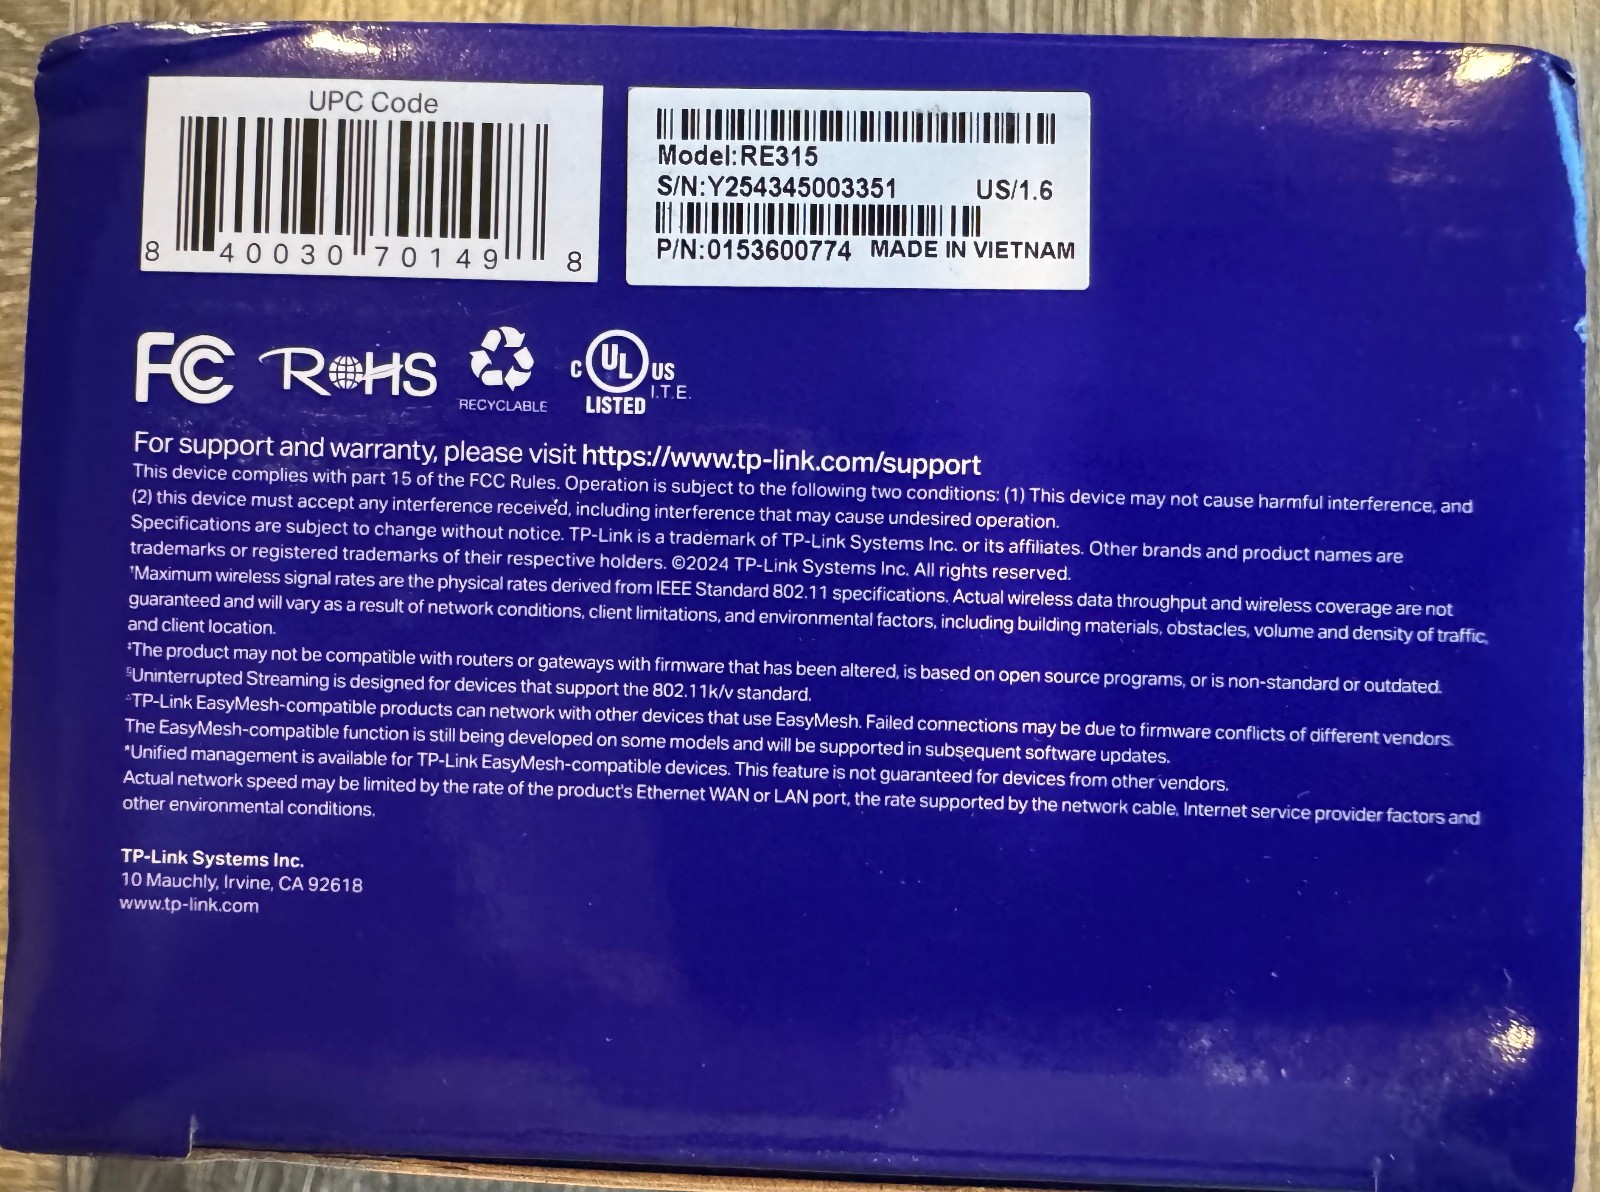 UPC Code
8 40030 70149 8
Model:RE315
S/N:Y254345003351 US/1.6
P/N:0153600774 MADE IN VIETNAM
FC RoHS
RECYCLABLE
C UL US
I.T.E.
LISTED
For support and warranty, please visit https://www.tp-link.com/support
This device complies with part 15 of the FCC Rules. Operation is subject to the following two conditions: (1) This device may not cause harmful interference, and
(2) this device must accept any interference received, including interference that may cause undesired operation.
Specifications are subject to change without notice. TP-Link is a trademark of TP-Link Systems Inc. or its affiliates. Other brands and product names are
trademarks or registered trademarks of their respective holders. ©2024 TP-Link Systems Inc. All rights reserved.
†Maximum wireless signal rates are the physical rates derived from IEEE Standard 802.11 specifications. Actual wireless data throughput and wireless coverage are not
guaranteed and will vary as a result of network conditions, client limitations, and environmental factors, including building materials, obstacles, volume and density of traffic,
and client location.
‡The product may not be compatible with routers or gateways with firmware that has been altered, is based on open source programs, or is non-standard or outdated.
§Uninterrupted Streaming is designed for devices that support the 802.11k/v standard.
TP-Link EasyMesh-compatible products can network with other devices that use EasyMesh. Failed connections may be due to firmware conflicts of different vendors.
The EasyMesh-compatible function is still being developed on some models and will be supported in subsequent software updates.
*Unified management is available for TP-Link EasyMesh-compatible devices. This feature is not guaranteed for devices from other vendors.
Actual network speed may be limited by the rate of the product's Ethernet WAN or LAN port, the rate supported by the network cable, Internet service provider factors and
other environmental conditions.
TP-Link Systems Inc.
10 Mauchly, Irvine, CA 92618
www.tp-link.com